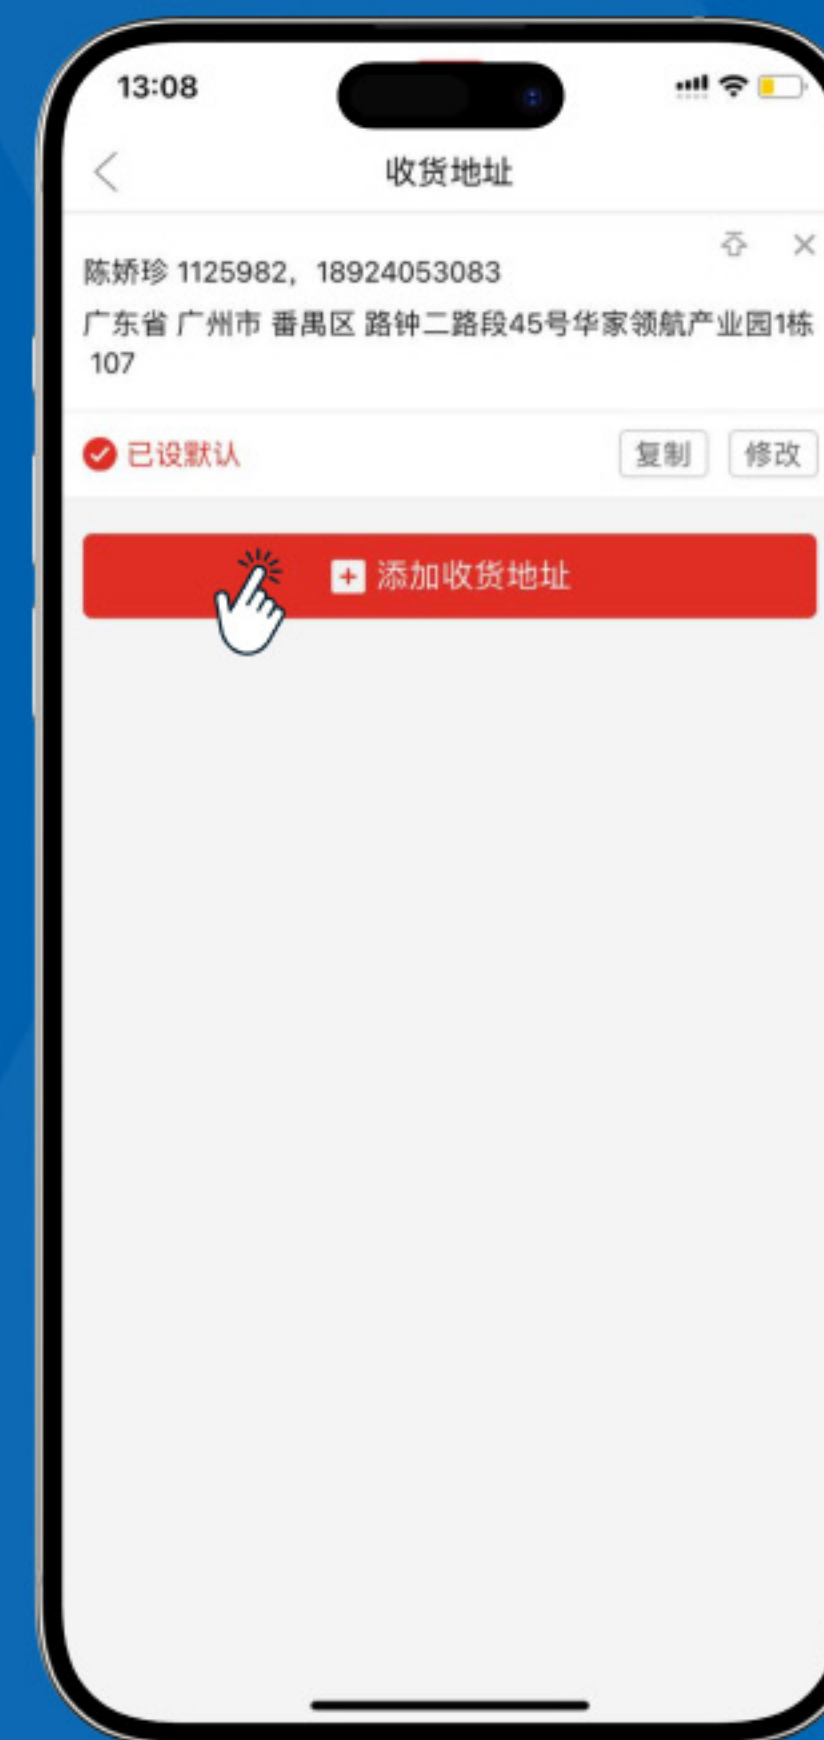 13:08
收货地址
陈娇珍 1125982，18924053083
广东省 广州市 番禺区 路钟二路段45号华家领航产业园1栋
107
已设默认
复制 修改
添加收货地址